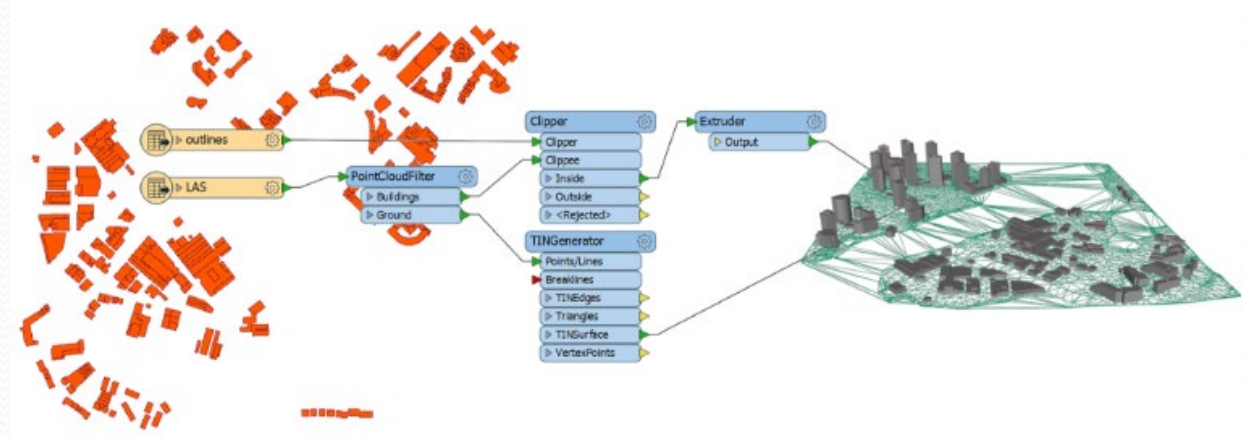 outlines
LAS
PointCloudFilter
Buildings
Ground
Clipper
Clipper
Clippee
Inside
Outside
<Rejected>
TINGenerator
Points/Lines
Breaklines
TINEdges
Triangles
TINSurface
VertexPoints
Extruder
Output